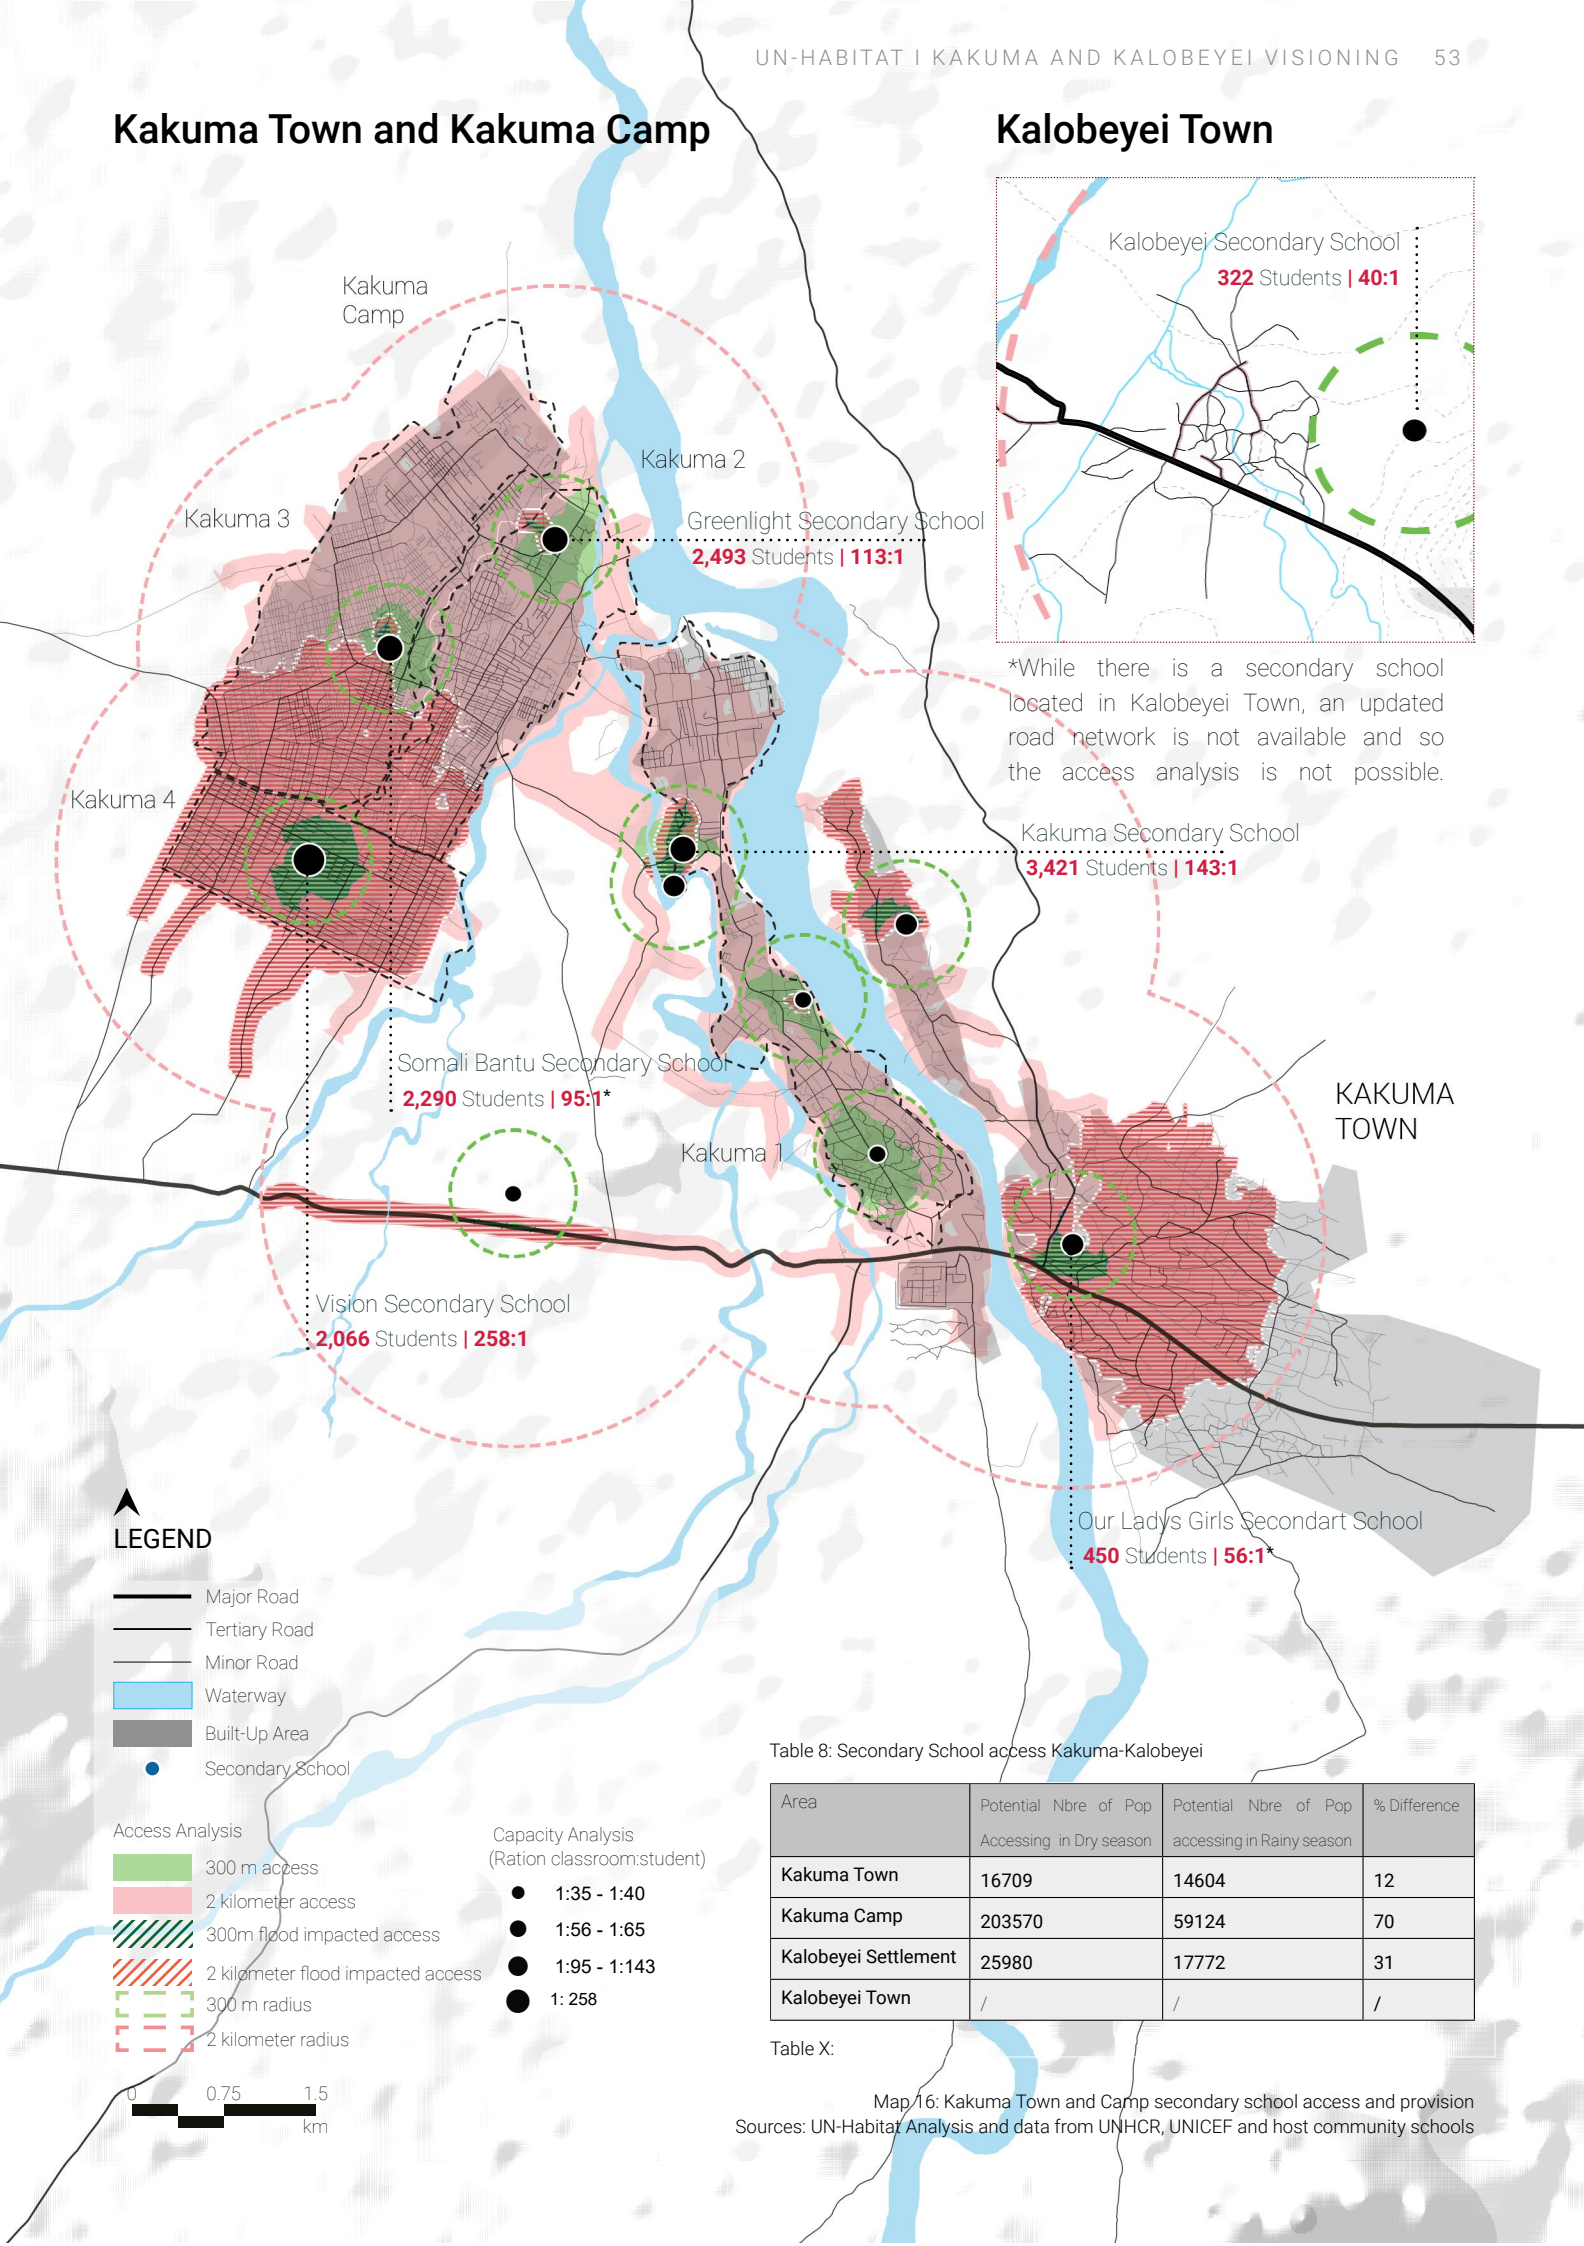 UN-HABITAT I KAKUMA AND KALOBEYEI VISIONING 53
Kakuma Town and Kakuma Camp
Kalobeyei Town
Kalobeyei Secondary School
322 Students | 40:1
Kakuma
Camp
Kakuma 2
Kakuma 3
Greenlight Secondary School
2,493 Students | 113:1
*While there is a secondary school
located in Kalobeyei Town, an updated
road network is not available and so
the access analysis is not possible.
Kakuma 4
Kakuma Secondary School
3,421 Students | 143:1
Somali Bantu Secondary School
2,290 Students | 95:1*
KAKUMA
TOWN
Kakuma 1
Vision Secondary School
2,066 Students | 258:1
Our Ladys Girls Secondart School
450 Students | 56:1*
LEGEND
Major Road
Tertiary Road
Minor Road
Waterway
Built-Up Area
Secondary School
Access Analysis
300 m access
2 kilometer access
300m flood impacted access
2 kilometer flood impacted access
300 m radius
2 kilometer radius
0 0.75 1.5
km
Capacity Analysis
(Ration classroom:student)
1:35 - 1:40
1:56 - 1:65
1:95 - 1:143
1: 258
Table 8: Secondary School access Kakuma-Kalobeyei
Area Potential Nbre of Pop Potential Nbre of Pop % Difference
Accessing in Dry season accessing in Rainy season
Kakuma Town 16709 14604 12
Kakuma Camp 203570 59124 70
Kalobeyei Settlement 25980 17772 31
Kalobeyei Town / / /
Table X:
Map 16: Kakuma Town and Camp secondary school access and provision
Sources: UN-Habitat Analysis and data from UNHCR, UNICEF and host community schools